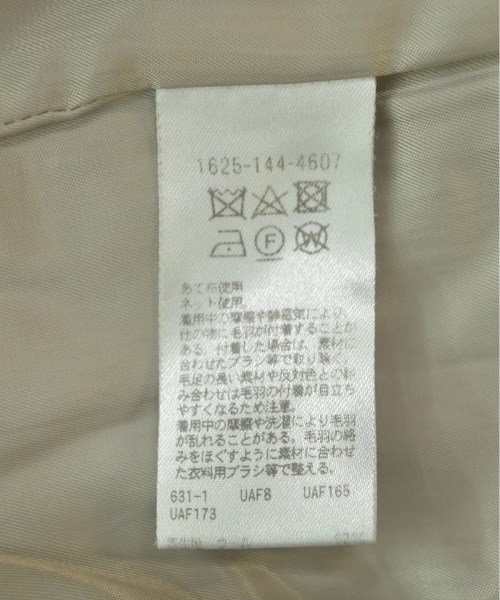 1625-144-4607
F
W
あて布使用
ネット使用。
着用中の摩擦や静電気により、
他の物に毛羽が付着することが
ある。付着した場合は、素材に
合わせたブラシ等で取り除く。
毛足の長い素材や反対色との組
み合わせは毛羽の付着が目立ち
やすくなるため注意。
着用中の摩擦や洗濯により毛羽
が乱れることがある。毛羽の絡
みをほぐすように素材に合わせ
た衣料用ブラシ等で整える。
631-1 UAF8 UAF165
UAF173